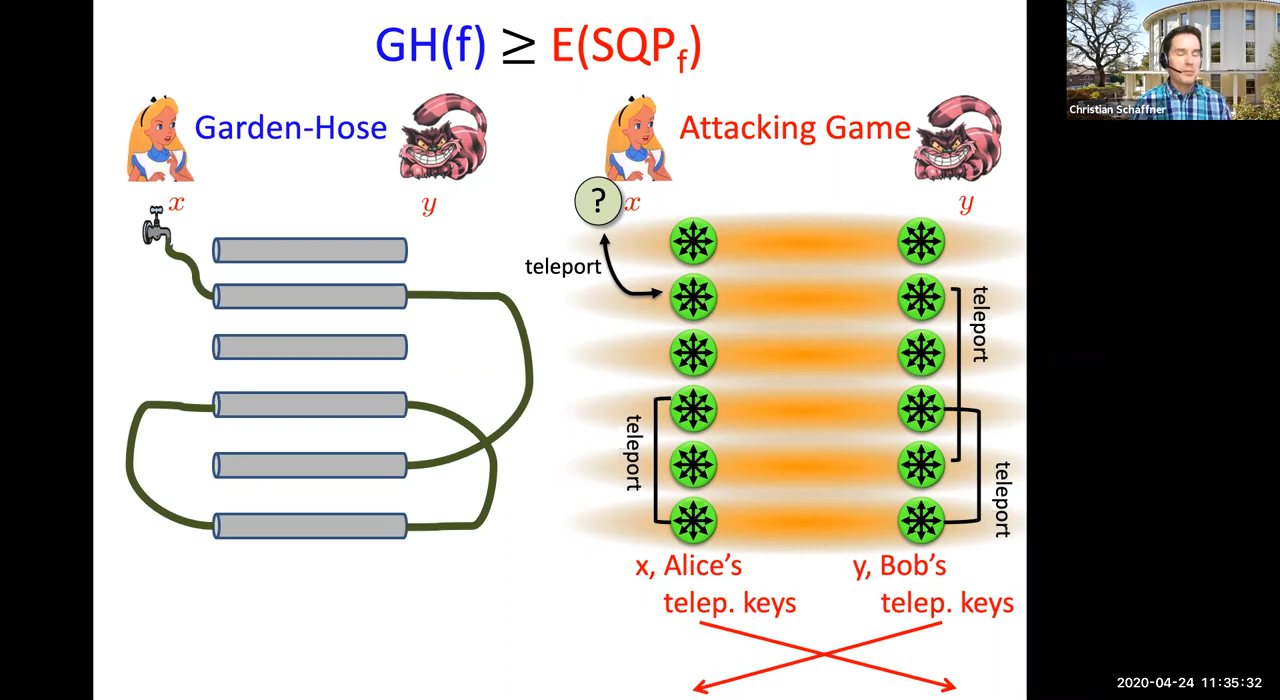 GH(f) ≥ E(SQP_f)
Christian Schaffner
Garden-Hose
Attacking Game
x
y
?
x
y
teleport
teleport
teleport
teleport
x, Alice's
telep. keys
y, Bob's
telep. keys
2020-04-24 11:35:32